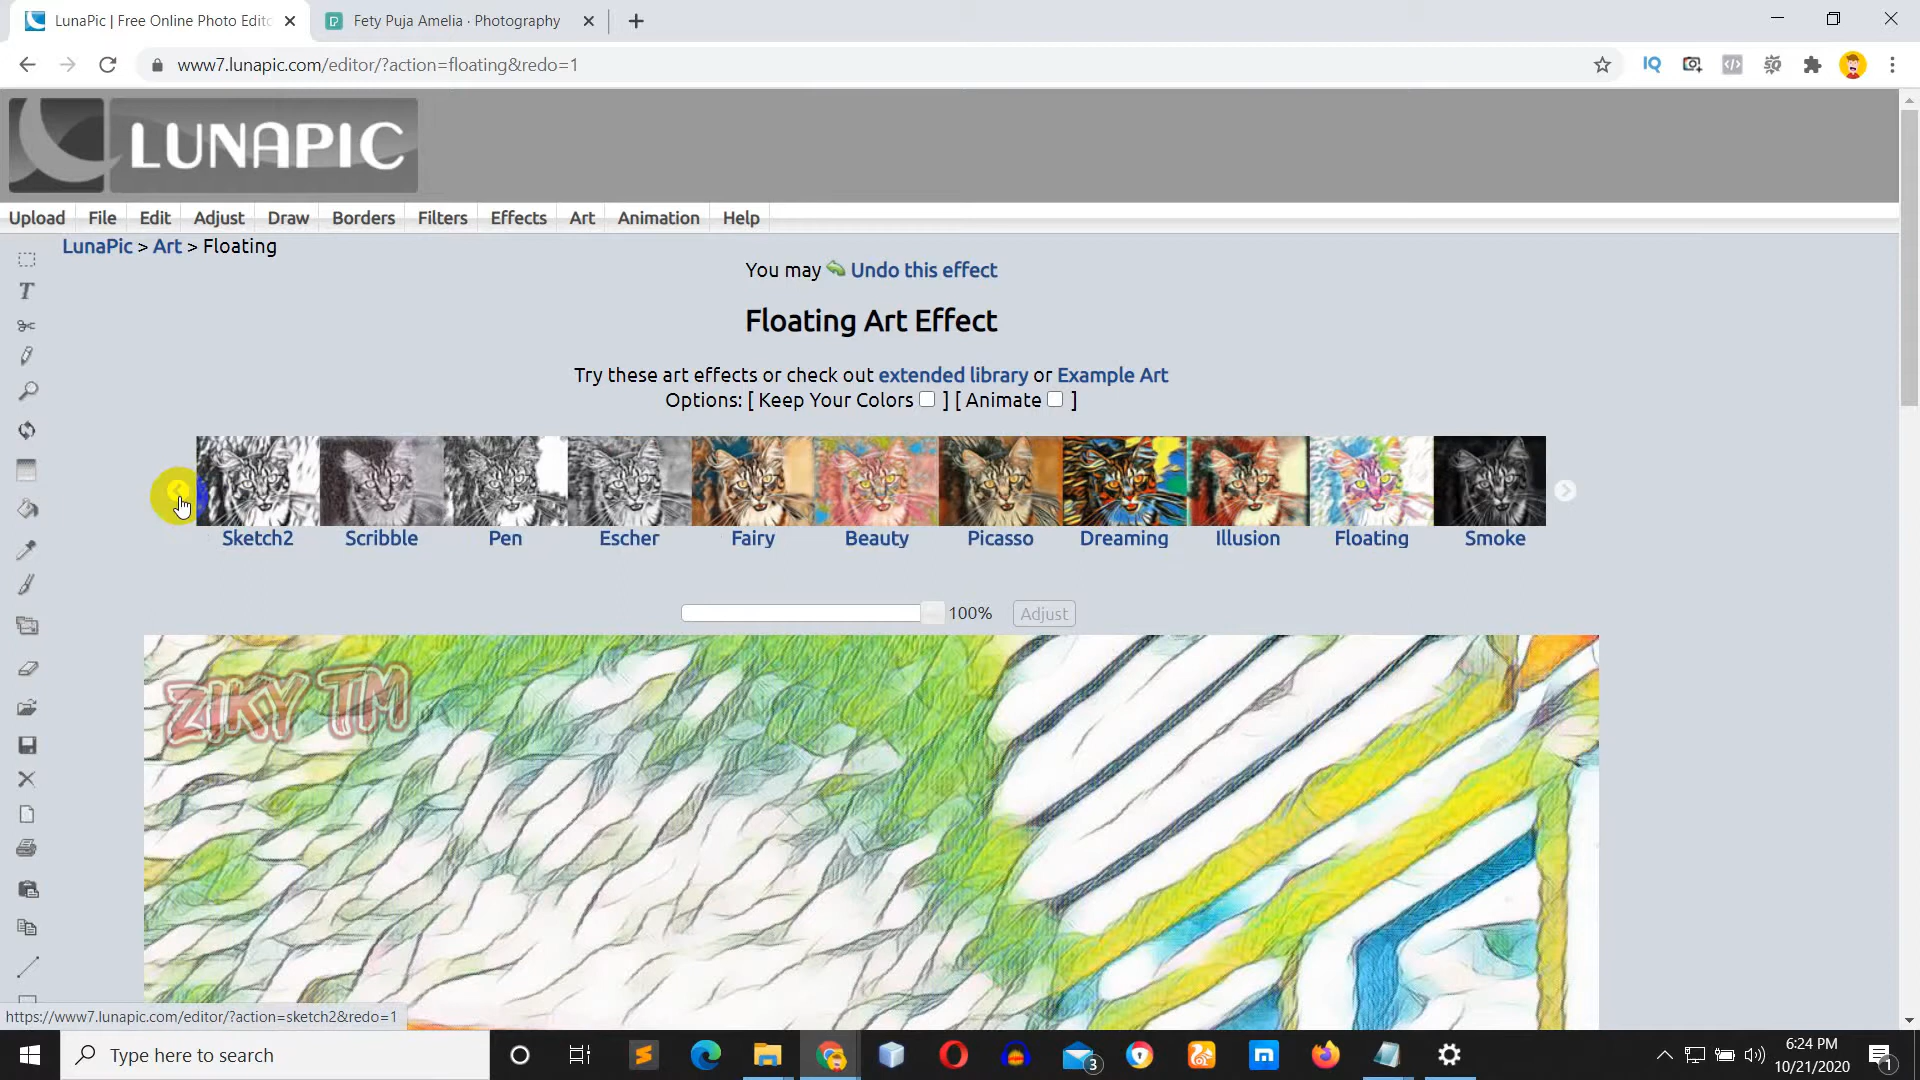 LunaPic | Free Online Photo Edito
Fety Puja Amelia · Photography
www7.lunapic.com/editor/?action=floating&redo=1
IQ
LUNAPIC
Upload File Edit Adjust Draw Borders Filters Effects Art Animation Help
LunaPic > Art > Floating
You may Undo this effect
Floating Art Effect
Try these art effects or check out extended library or Example Art
Options: [ Keep Your Colors ] [ Animate ]
Sketch2 Scribble Pen Escher Fairy Beauty Picasso Dreaming Illusion Floating Smoke
100% Adjust
ZIKY TM
https://www7.lunapic.com/editor/?action=sketch2&redo=1
Type here to search
3
6:24 PM
10/21/2020
1